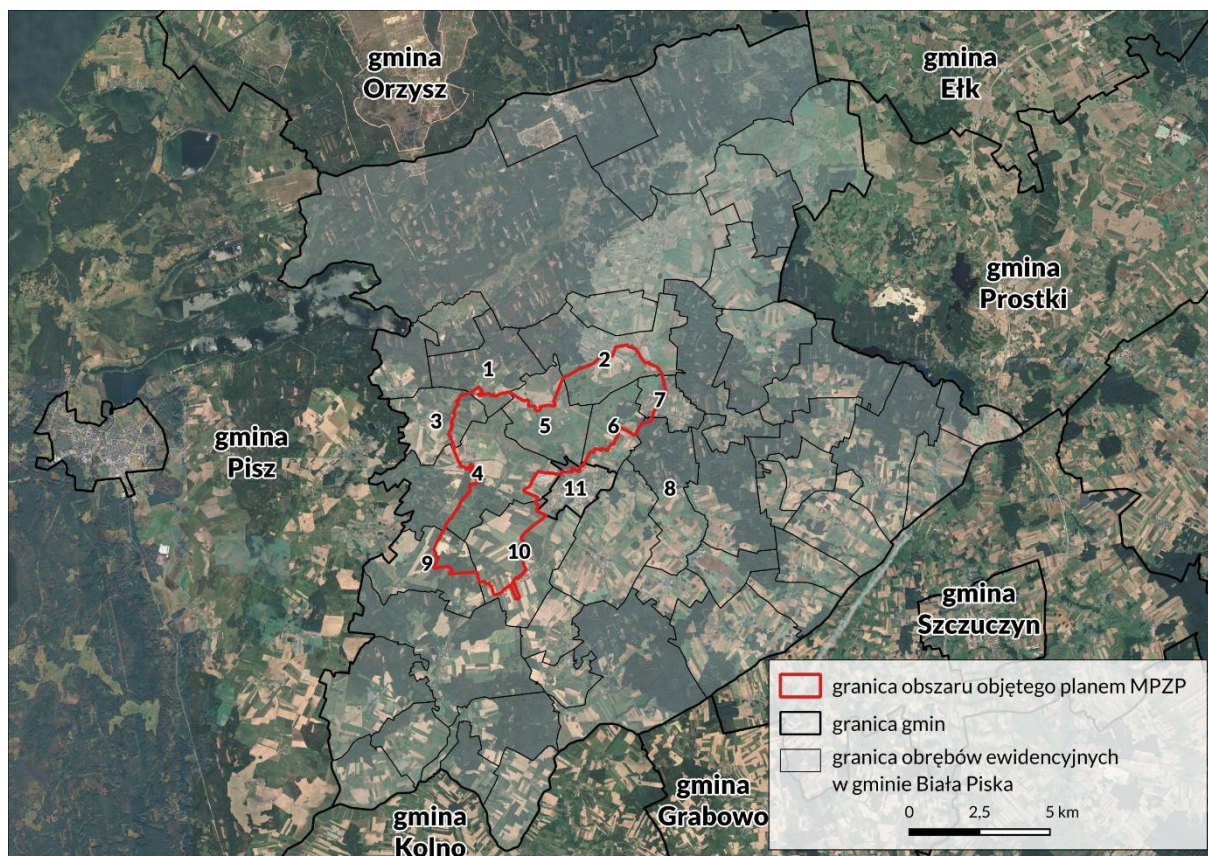 gmina
Orzysz
gmina
Ełk
gmina
Prostki
1
2
3
7
5
6
gmina
Pisz
4
11
8
10
9
gmina
Szczuczyn
granica obszaru objętego planem MPZP
granica gmin
granica obrębów ewidencyjnych
w gminie Biała Piska
0 2,5 5 km
gmina
Grabowo
gmina
Kolno